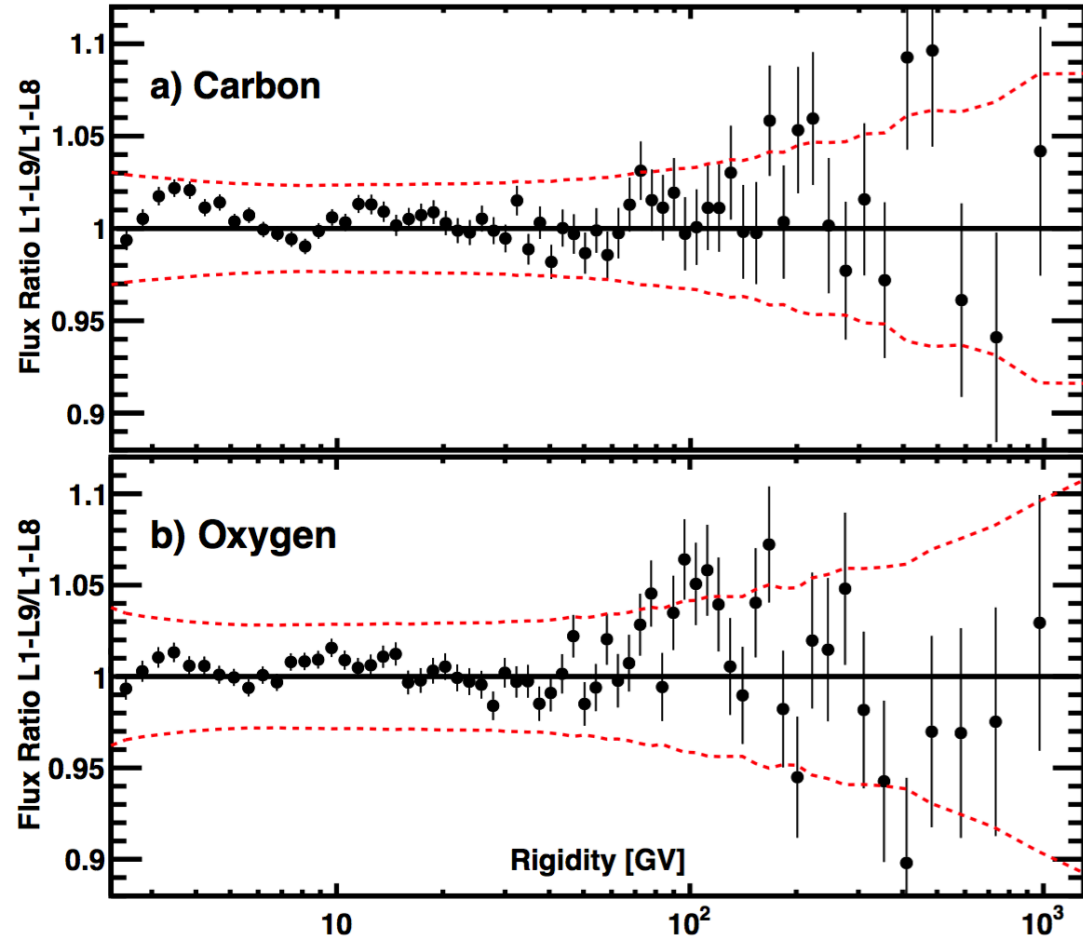 Flux Ratio L1-L9/L1-L8
1.1
1.05
1
0.95
0.9
a) Carbon
Flux Ratio L1-L9/L1-L8
1.1
1.05
1
0.95
0.9
b) Oxygen
Rigidity [GV]
10 10² 10³